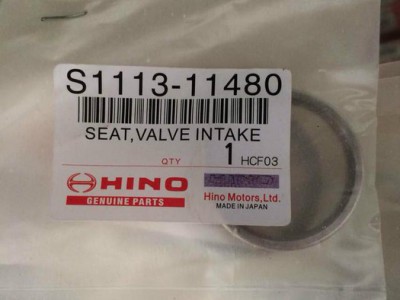 S1113-11480
SEAT,VALVE INTAKE
QTY 1 HCF03
HINO
GENUINE PARTS
Hino Motors,Ltd.
MADE IN JAPAN